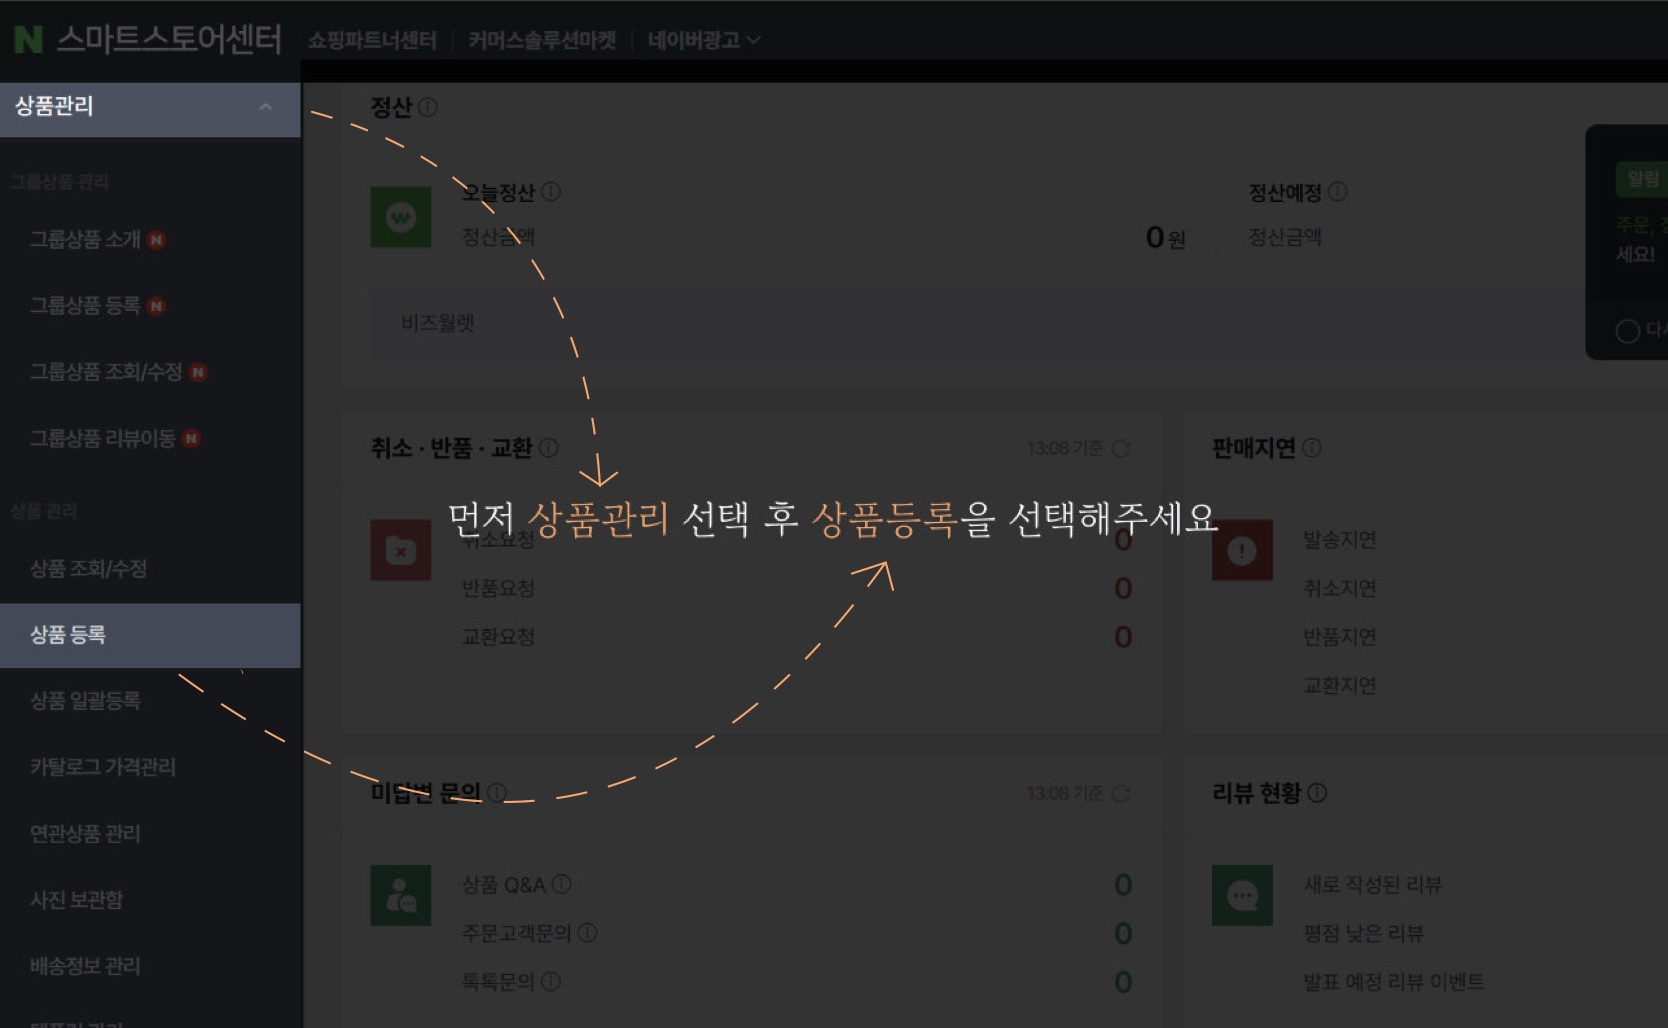 N 스마트스토어센터 쇼핑파트너센터 커머스솔루션마켓 네이버광고
상품관리
그룹상품 관리
그룹상품 소개 N
그룹상품 등록 N
그룹상품 조회/수정 N
그룹상품 리뷰이동 N
상품 관리
상품 조회/수정
상품 등록
상품 일괄등록
카탈로그 가격관리
연관상품 관리
사진 보관함
배송정보 관리
정산
오늘정산
정산금액
0원
정산예정
정산금액
비즈월렛
알림
주문,
세요!
취소 · 반품 · 교환
13:08 기준
먼저 상품관리 선택 후 상품등록을 선택해주세요
취소요청 0
반품요청 0
교환요청 0
판매지연
발송지연
취소지연
반품지연
교환지연
미답변 문의
13:08 기준
상품 Q&A 0
주문고객문의 0
톡톡문의 0
리뷰 현황
새로 작성된 리뷰
평점 낮은 리뷰
발표 예정 리뷰 이벤트